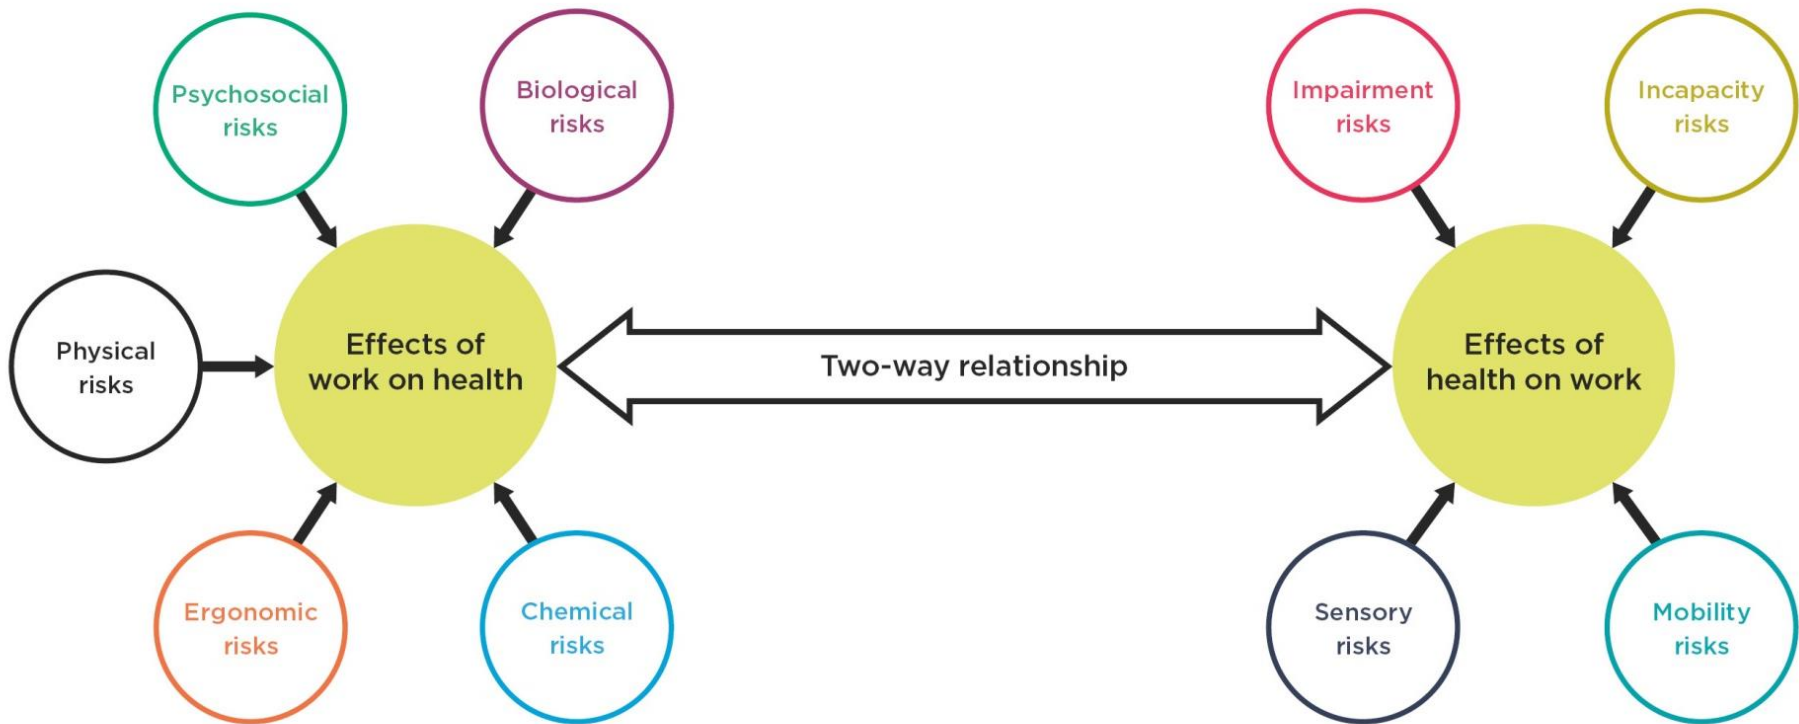 Psychosocial
risks
Biological
risks
Impairment
risks
Incapacity
risks
Physical
risks
Effects of
work on health
Two-way relationship
Effects of
health on work
Ergonomic
risks
Chemical
risks
Sensory
risks
Mobility
risks